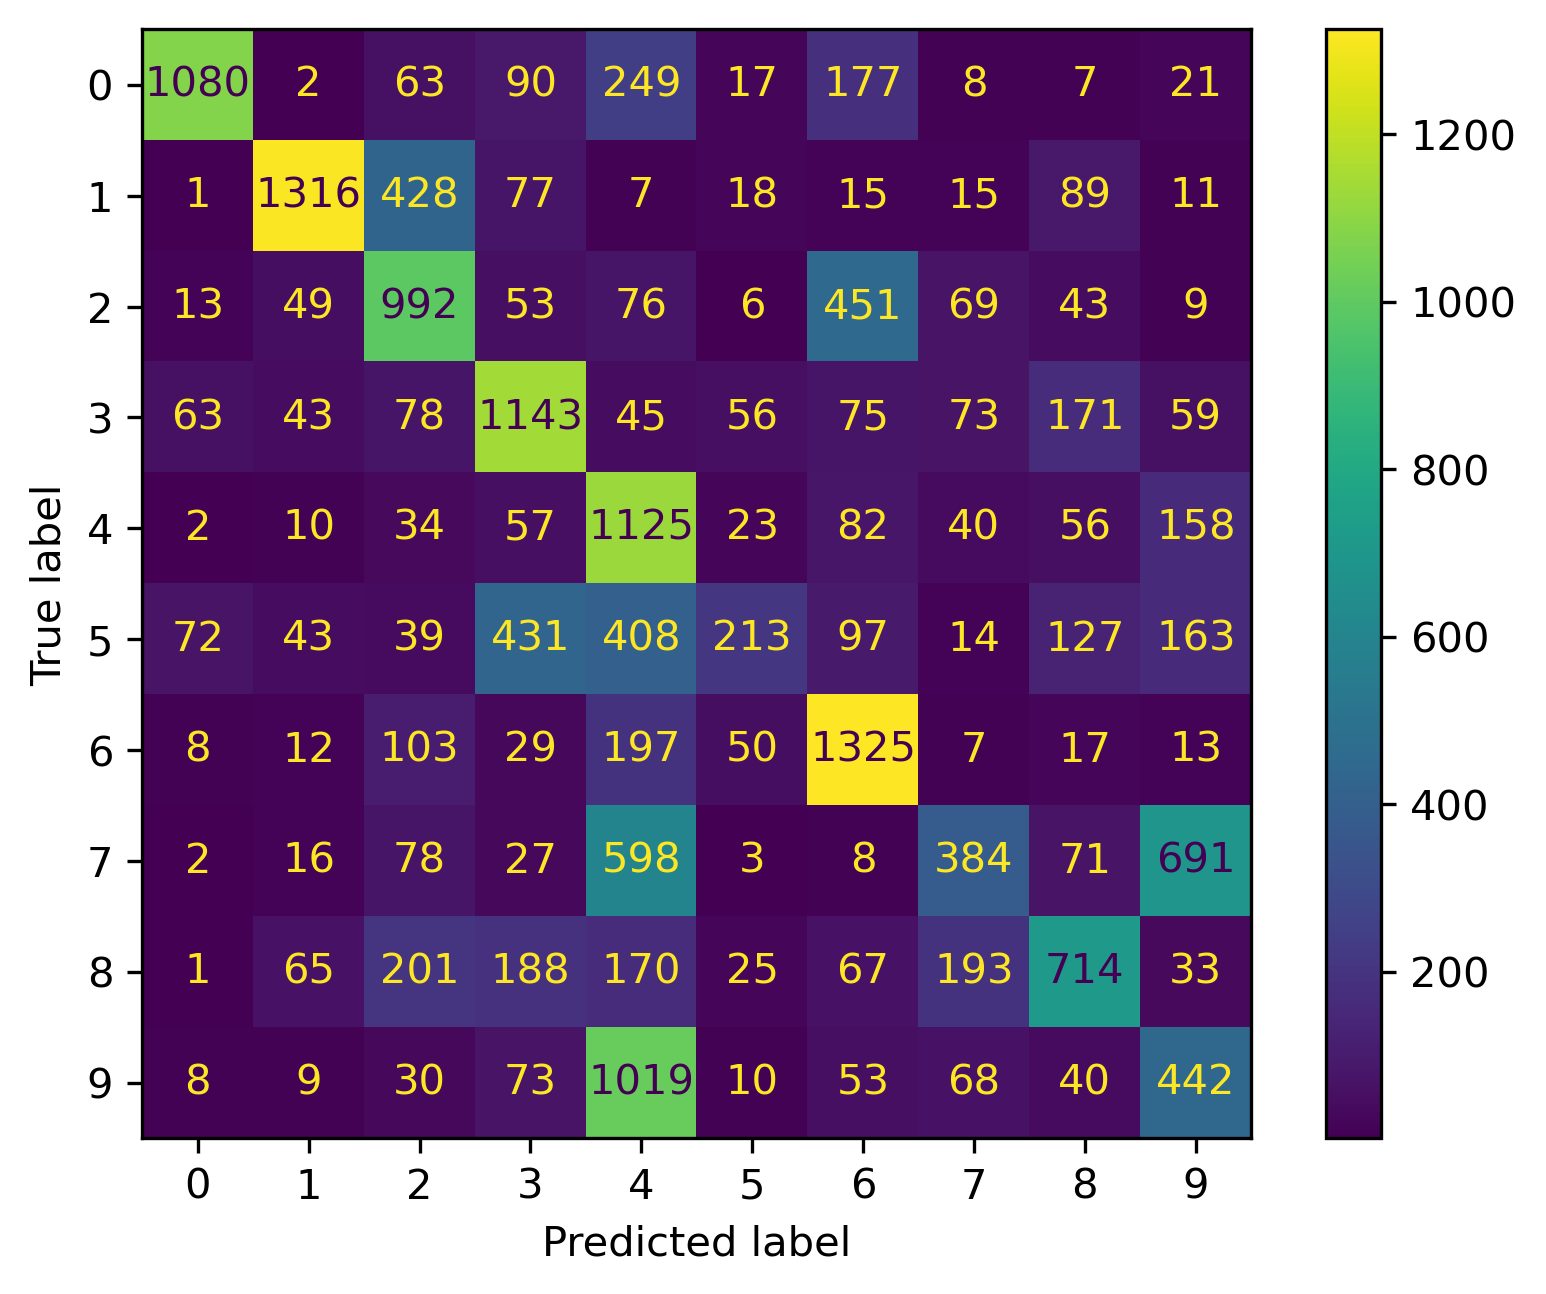 0 1080 2 63 90 249 17 177 8 7 21
1 1 1316 428 77 7 18 15 15 89 11
2 13 49 992 53 76 6 451 69 43 9
3 63 43 78 1143 45 56 75 73 171 59
4 2 10 34 57 1125 23 82 40 56 158
5 72 43 39 431 408 213 97 14 127 163
6 8 12 103 29 197 50 1325 7 17 13
7 2 16 78 27 598 3 8 384 71 691
8 1 65 201 188 170 25 67 193 714 33
9 8 9 30 73 1019 10 53 68 40 442
0 1 2 3 4 5 6 7 8 9
Predicted label
True label
1200
1000
800
600
400
200